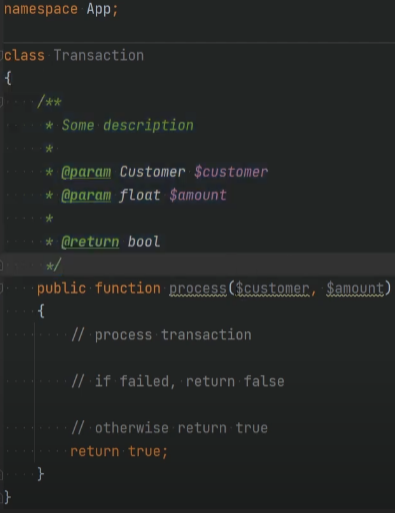 namespace App;
class Transaction
{
/**
* Some description
*
* @param Customer $customer
* @param float $amount
*
* @return bool
*/
public function process($customer, $amount)
{
// process transaction
// if failed, return false
// otherwise return true
return true;
}
}